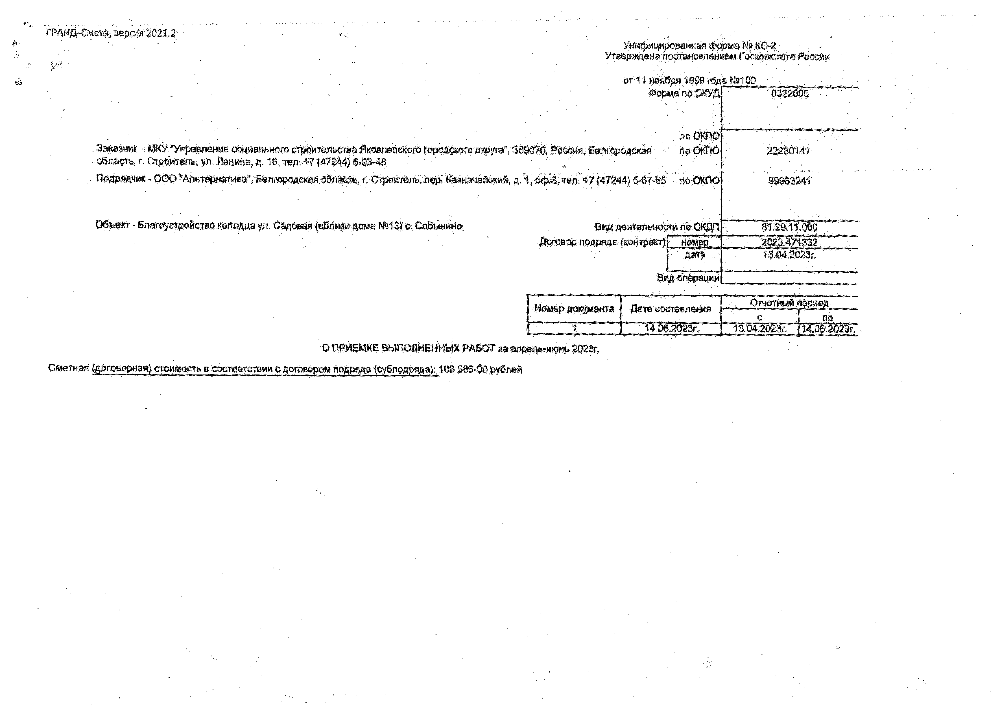 ГРАНД-Смета, версия 2021.2
Унифицированная форма № КС-2
Утверждена постановлением Госкомстата России
от 11 ноября 1999 года №100
Форма по ОКУД 0322005
по ОКПО
Заказчик - МКУ "Управление социального строительства Яковлевского городского округа", 309070, Россия, Белгородская по ОКПО 22280141
область, г. Строитель, ул. Ленина, д. 16, тел. +7 (47244) 6-93-48
Подрядчик - ООО "Альтернатива", Белгородская область, г. Строитель, пер. Казначейский, д. 1, оф.3, тел. +7 (47244) 5-67-55 по ОКПО 99963241
Объект - Благоустройство колодца ул. Садовая (вблизи дома №13) с. Сабынино Вид деятельности по ОКДП 81.29.11.000
Договор подряда (контракт) номер 2023.471332
дата 13.04.2023г.
Вид операции
Номер документа Дата составления Отчетный период
с по
1 14.06.2023г. 13.04.2023г. 14.06.2023г.
О ПРИЕМКЕ ВЫПОЛНЕННЫХ РАБОТ за апрель-июнь 2023г.
Сметная (договорная) стоимость в соответствии с договором подряда (субподряда): 108 586-00 рублей